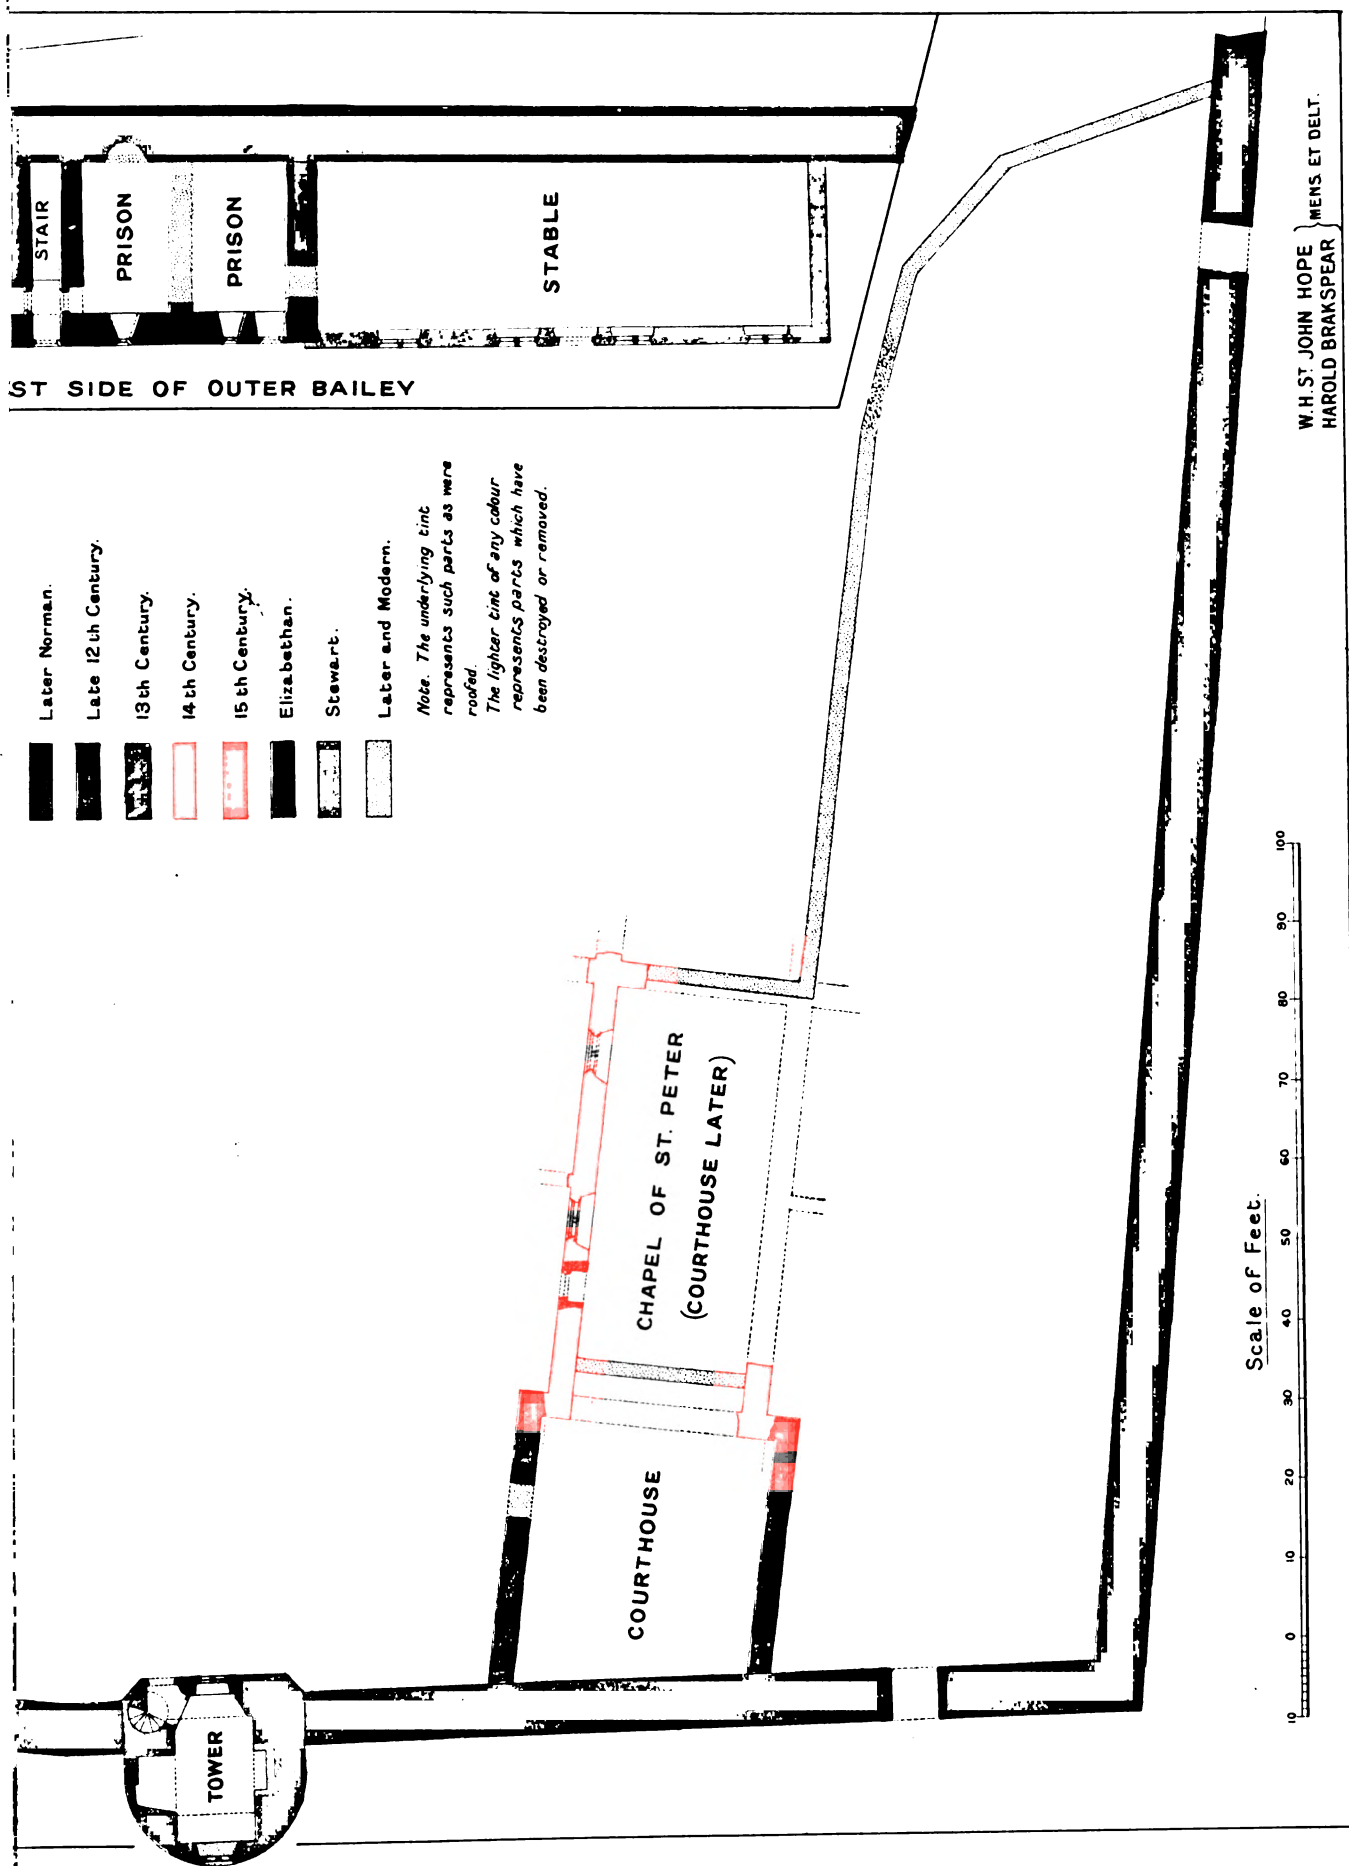 STAIR
PRISON
PRISON
STABLE
ST SIDE OF OUTER BAILEY
Later Norman.
Late 12th Century.
13th Century.
14th Century.
15th Century.
Elizabethan.
Stewart.
Later and Modern.
Note. The underlying tint
represents such parts as were
roofed.
The lighter tint of any colour
represents parts which have
been destroyed or removed.
CHAPEL OF ST. PETER
(COURTHOUSE LATER)
COURTHOUSE
TOWER
Scale of Feet.
10 0 10 20 30 40 50 60 70 80 90 100
W.H. ST JOHN HOPE
HAROLD BRAKSPEAR
} MENS. ET DELT.